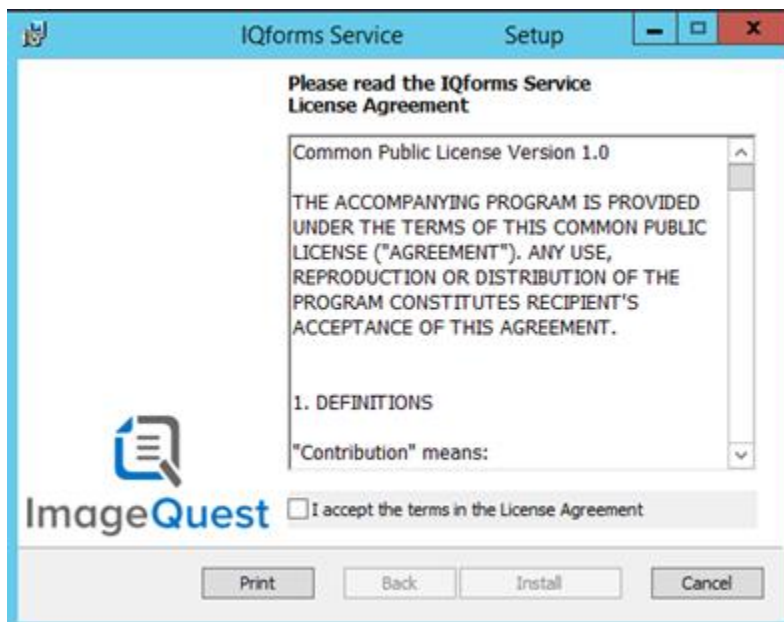 IQforms Service Setup
Please read the IQforms Service
License Agreement
Common Public License Version 1.0
THE ACCOMPANYING PROGRAM IS PROVIDED
UNDER THE TERMS OF THIS COMMON PUBLIC
LICENSE ("AGREEMENT"). ANY USE,
REPRODUCTION OR DISTRIBUTION OF THE
PROGRAM CONSTITUTES RECIPIENT'S
ACCEPTANCE OF THIS AGREEMENT.
1. DEFINITIONS
"Contribution" means:
ImageQuest
I accept the terms in the License Agreement
Print Back Install Cancel